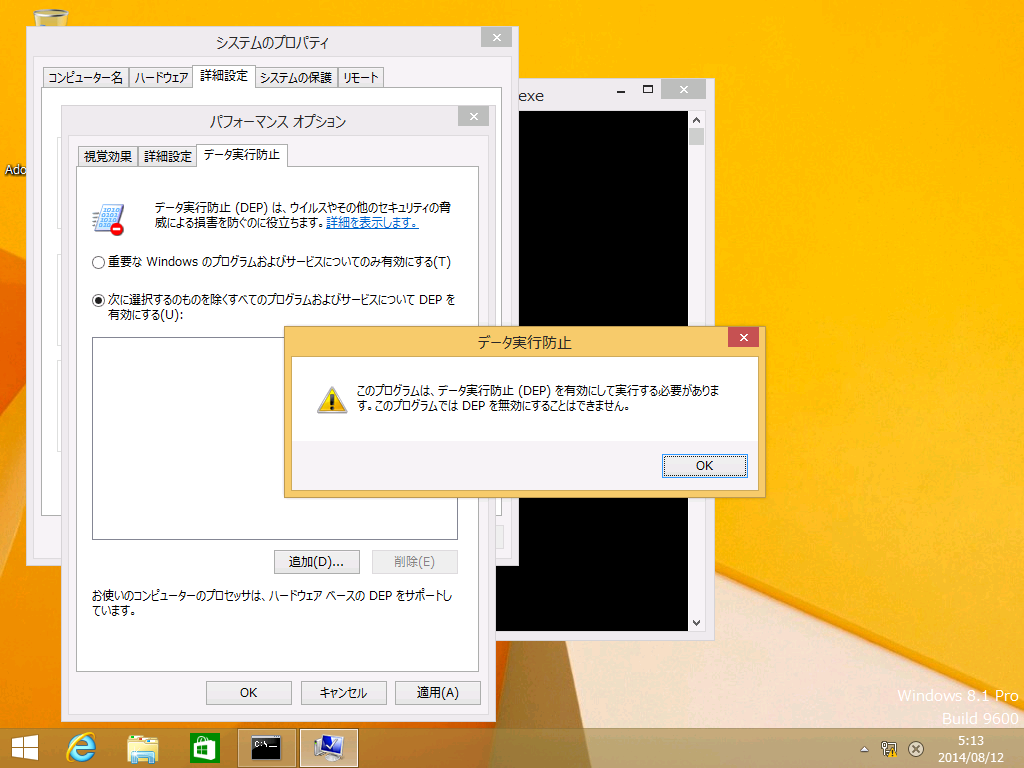 システムのプロパティ
コンピューター名
ハードウェア
詳細設定
システムの保護
リモート
exe
パフォーマンス オプション
視覚効果
詳細設定
データ実行防止
データ実行防止 (DEP) は、ウイルスやその他のセキュリティの脅
威による損害を防ぐのに役立ちます。詳細を表示します。
重要な Windows のプログラムおよびサービスについてのみ有効にする(T)
次に選択するのものを除くすべてのプログラムおよびサービスについて DEP を
有効にする(U):
データ実行防止
このプログラムは、データ実行防止 (DEP) を有効にして実行する必要がありま
す。このプログラムでは DEP を無効にすることはできません。
OK
追加(D)...
削除(E)
お使いのコンピューターのプロセッサは、ハードウェア ベースの DEP をサポートし
ています。
OK
キャンセル
適用(A)
Ado
Windows 8.1 Pro
Build 9600
C:\_
5:13
2014/08/12